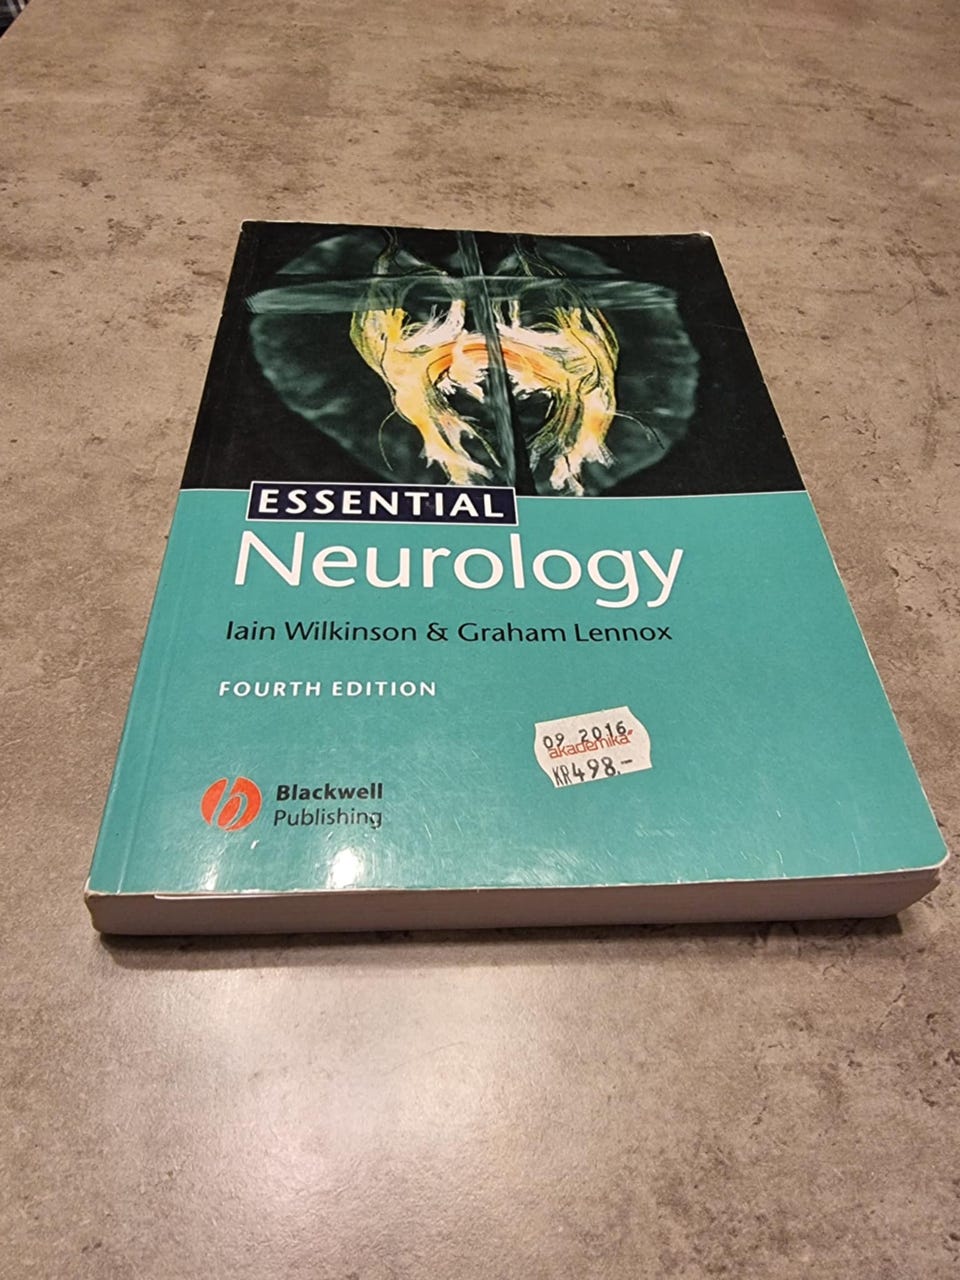 ESSENTIAL
Neurology
Iain Wilkinson & Graham Lennox
FOURTH EDITION
09 2016
akademika
KR498.-
Blackwell
Publishing